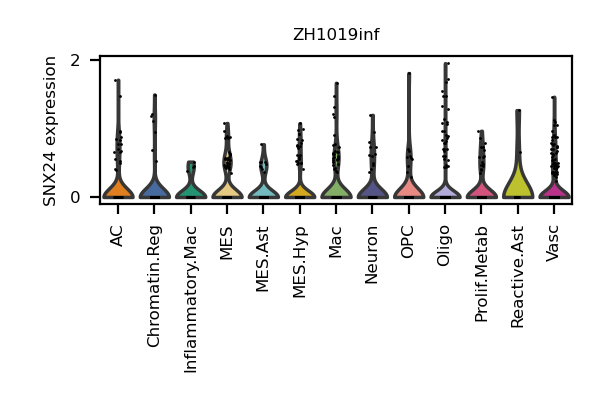 ZH1019inf
SNX24 expression
2
0
AC
Chromatin.Reg
Inflammatory.Mac
MES
MES.Ast
MES.Hyp
Mac
Neuron
OPC
Oligo
Prolif.Metab
Reactive.Ast
Vasc